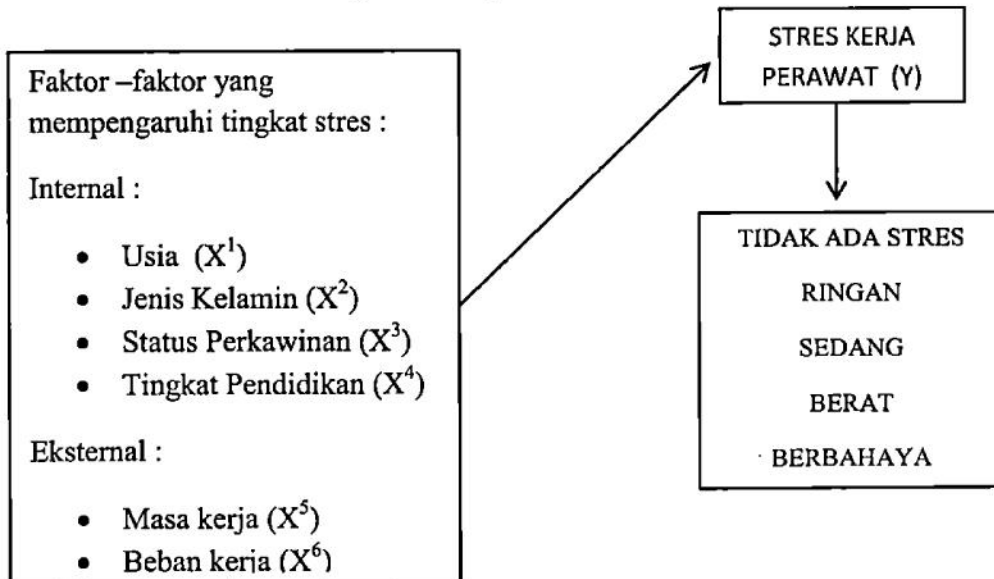 Faktor –faktor yang
mempengaruhi tingkat stres :
Internal :
• Usia (X¹)
• Jenis Kelamin (X²)
• Status Perkawinan (X³)
• Tingkat Pendidikan (X⁴)
Eksternal :
• Masa kerja (X⁵)
• Beban kerja (X⁶)
STRES KERJA
PERAWAT (Y)
TIDAK ADA STRES
RINGAN
SEDANG
BERAT
BERBAHAYA